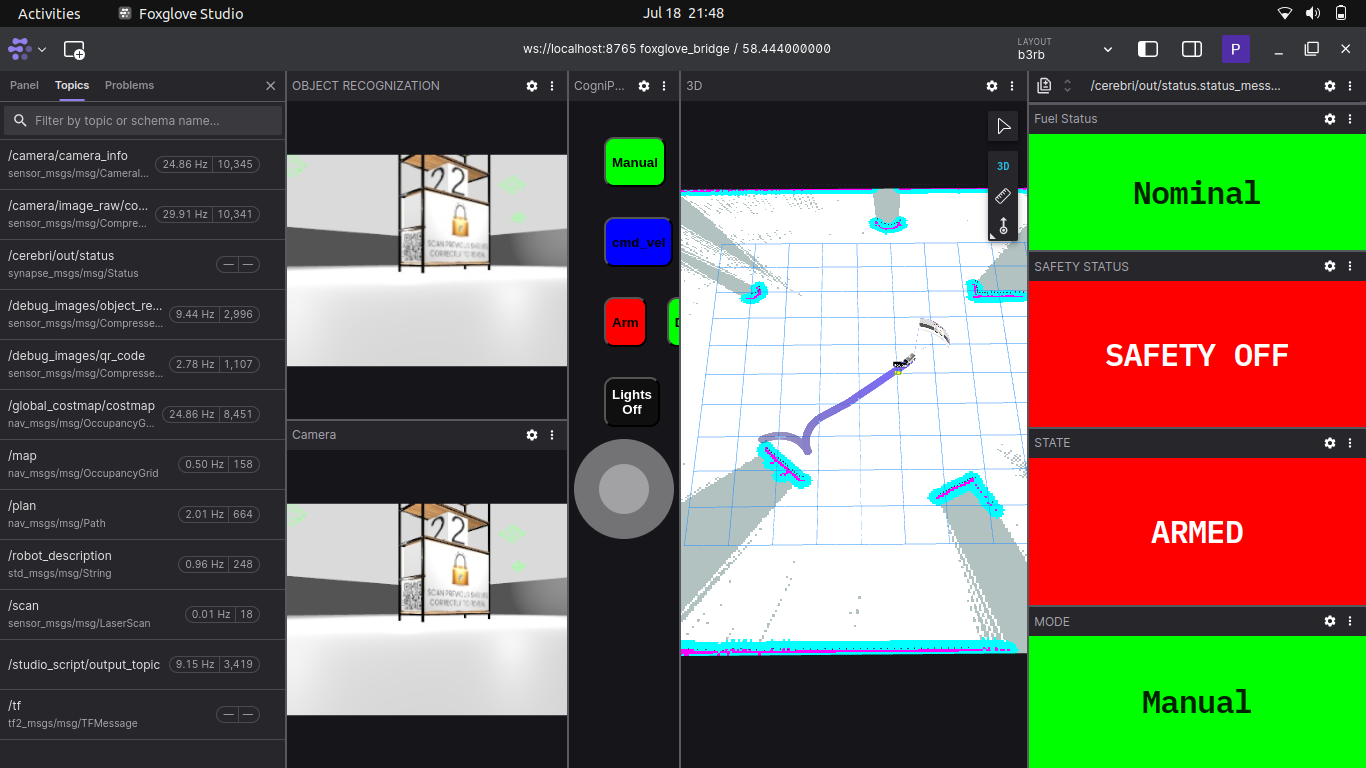 Activities
Foxglove Studio
Jul 18 21:48
ws://localhost:8765 foxglove_bridge / 58.444000000
LAYOUT
b3rb
P
Panel
Topics
Problems
Filter by topic or schema name...
/camera/camera_info
sensor_msgs/msg/Cameral...
24.86 Hz
10,345
/camera/image_raw/co...
sensor_msgs/msg/Compre...
29.91 Hz
10,341
/cerebri/out/status
synapse_msgs/msg/Status
— —
/debug_images/object_re...
sensor_msgs/msg/Compresse...
9.44 Hz
2,996
/debug_images/qr_code
sensor_msgs/msg/Compresse...
2.78 Hz
1,107
/global_costmap/costmap
nav_msgs/msg/OccupancyG...
24.86 Hz
8,451
/map
nav_msgs/msg/OccupancyGrid
0.50 Hz
158
/plan
nav_msgs/msg/Path
2.01 Hz
664
/robot_description
std_msgs/msg/String
0.96 Hz
248
/scan
sensor_msgs/msg/LaserScan
0.01 Hz
18
/studio_script/output_topic
9.15 Hz
3,419
/tf
tf2_msgs/msg/TFMessage
— —
OBJECT RECOGNIZATION
22
SCAN PREVIOUS SHELVES
CORRECTLY TO REVEAL
Camera
22
SCAN PREVIOUS SHELVES
CORRECTLY TO REVEAL
CogniP...
Manual
cmd_vel
Arm
Lights
Off
3D
3D
/cerebri/out/status.status_mess...
Fuel Status
Nominal
SAFETY STATUS
SAFETY OFF
STATE
ARMED
MODE
Manual